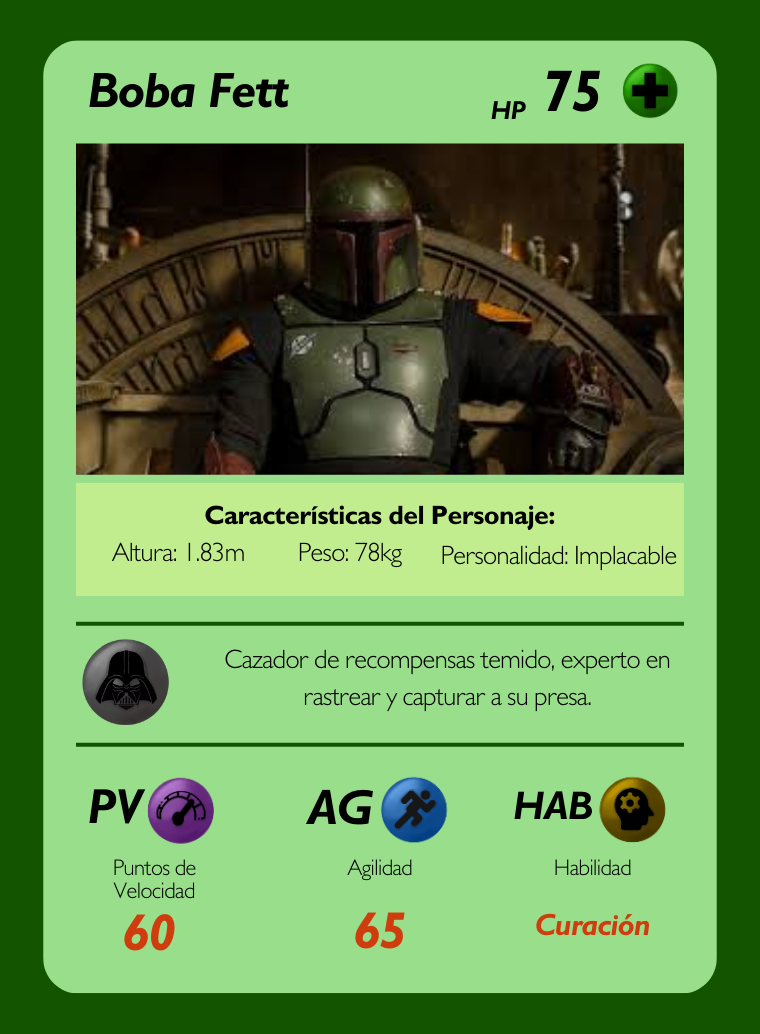 Boba Fett
HP 75
Características del Personaje:
Altura: 1.83m Peso: 78kg Personalidad: Implacable
Cazador de recompensas temido, experto en
rastrear y capturar a su presa.
PV AG HAB
Puntos de
Velocidad
Agilidad
Habilidad
60 65 Curación